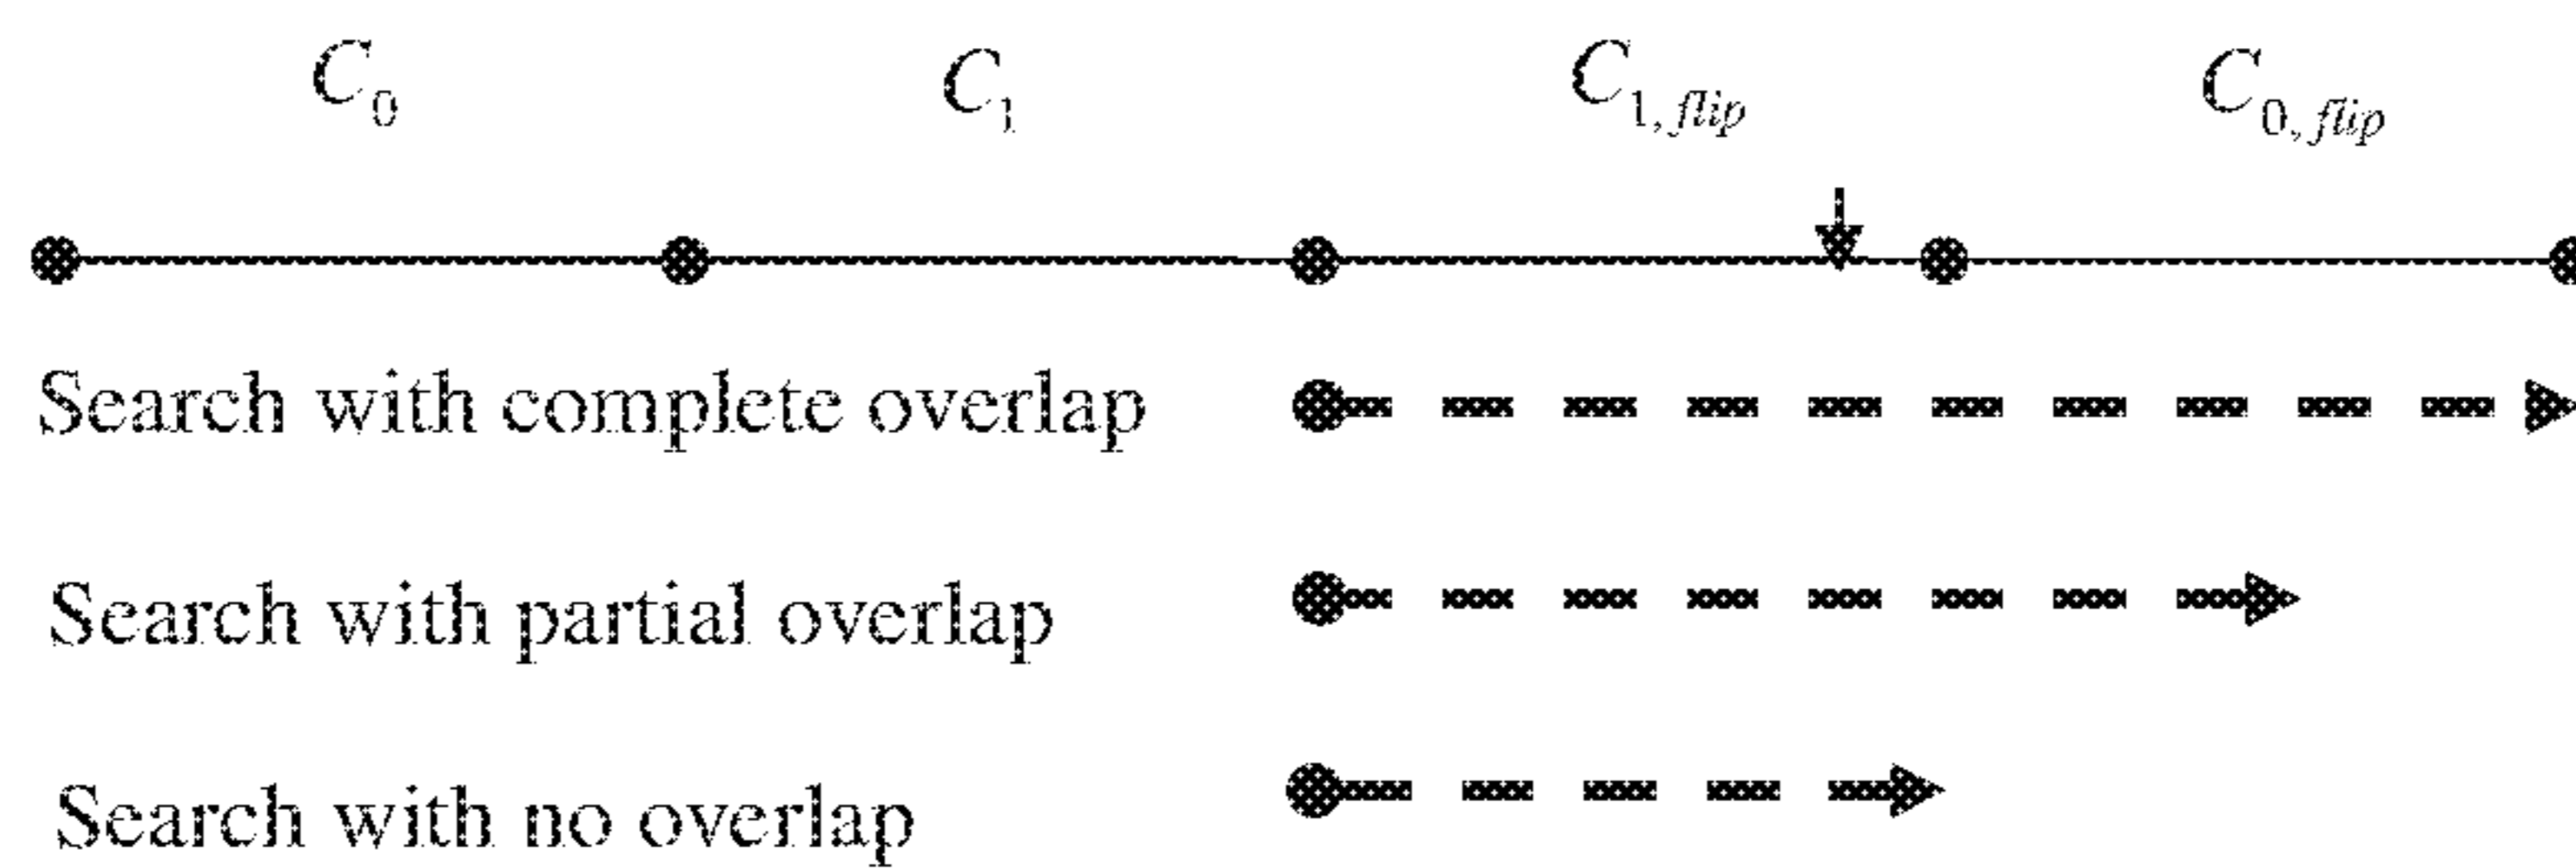 C0 C1 C1, flip C0, flip
Search with complete overlap
Search with partial overlap
Search with no overlap